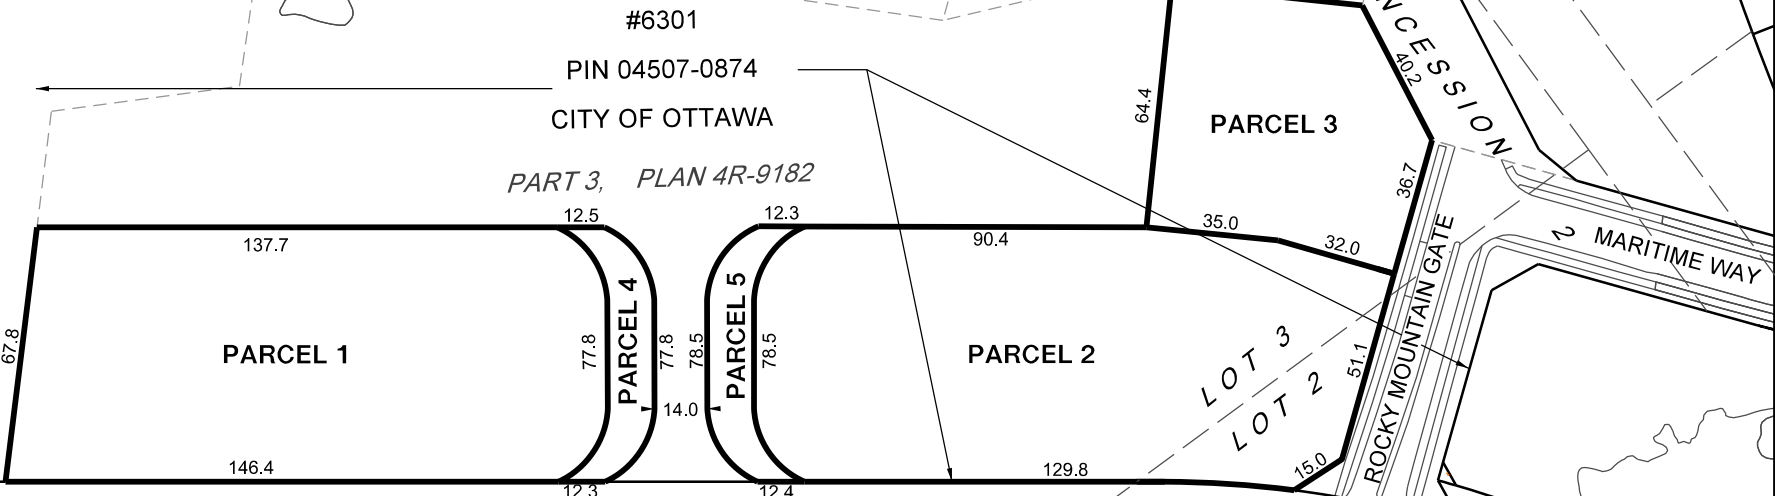 #6301
PIN 04507-0874
CITY OF OTTAWA
PART 3, PLAN 4R-9182
NCESSION
40.2
64.4
PARCEL 3
36.7
12.5
12.3
137.7
90.4
35.0
32.0
2
MARITIME WAY
ROCKY MOUNTAIN GATE
67.8
PARCEL 1
77.8
PARCEL 4
77.8
78.5
PARCEL 5
78.5
PARCEL 2
LOT 3
LOT 2
51.1
14.0
146.4
129.8
15.0
12.3
12.4